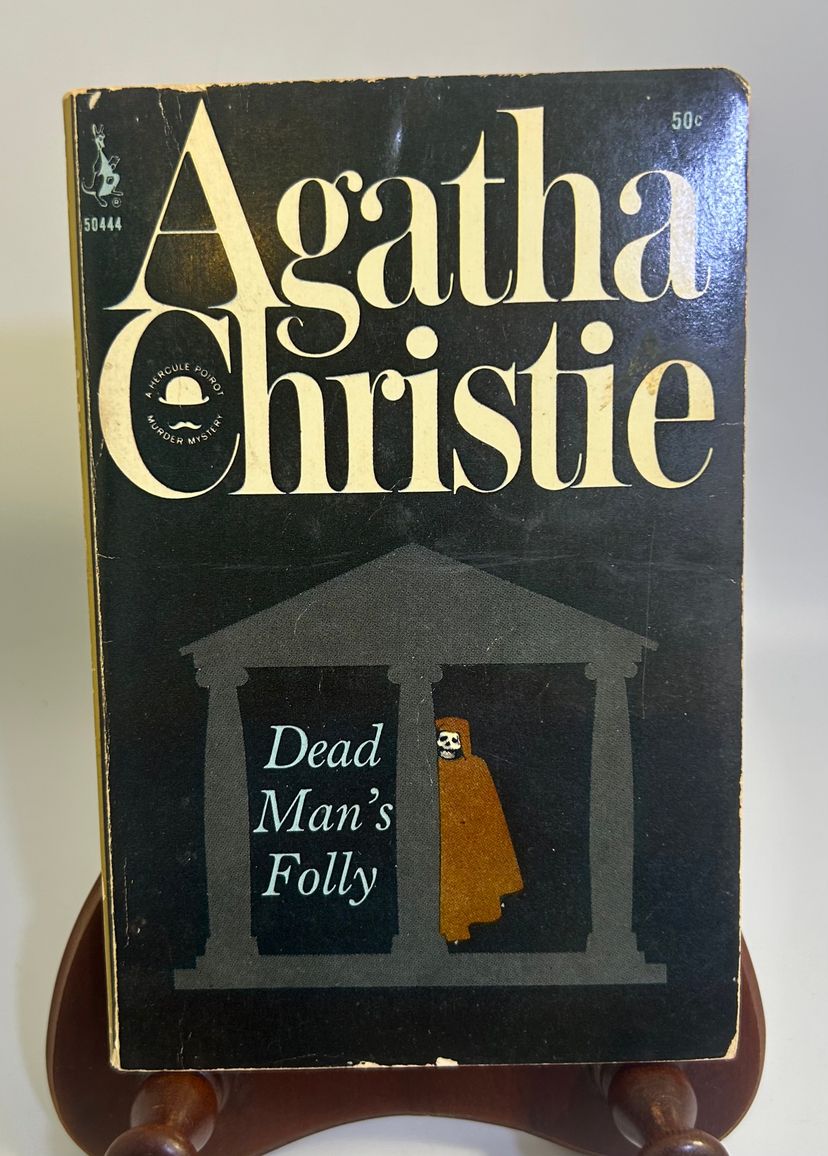 50¢
50444
Agatha
Christie
A HERCULE POIROT
MURDER MYSTERY
Dead
Man's
Folly